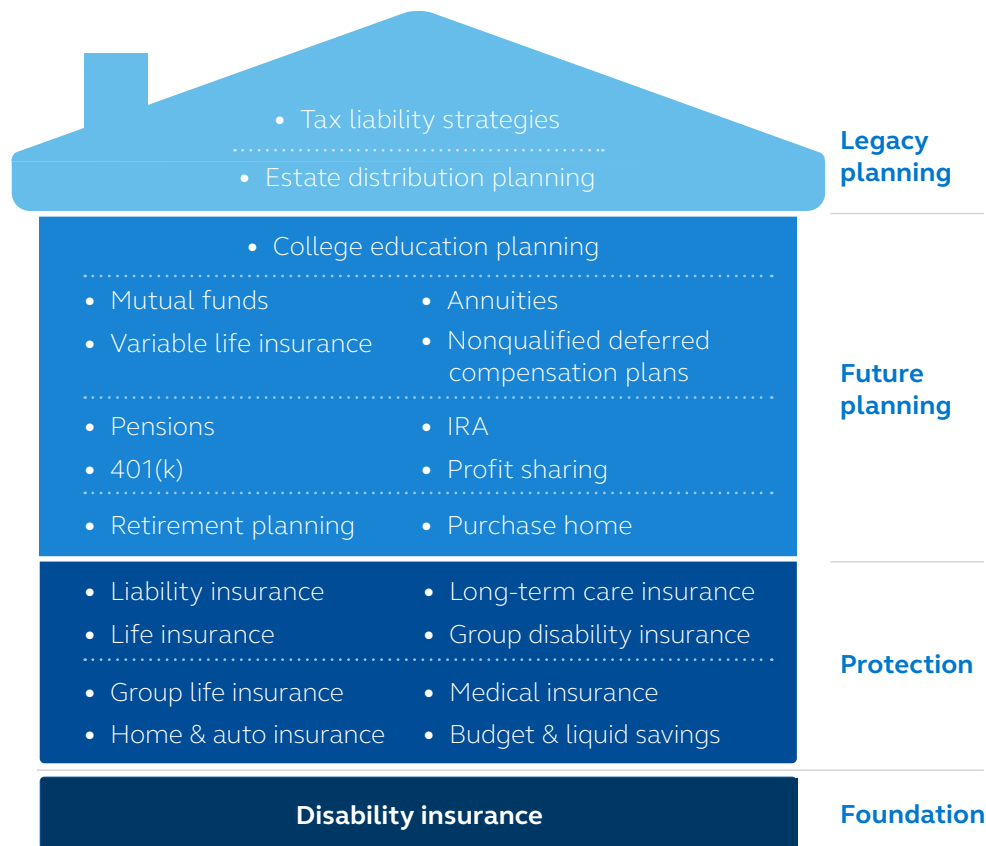 • Tax liability strategies
• Estate distribution planning
Legacy
planning
• College education planning
• Mutual funds
• Annuities
• Variable life insurance
• Nonqualified deferred
compensation plans
• Pensions
• IRA
• 401(k)
• Profit sharing
• Retirement planning
• Purchase home
Future
planning
• Liability insurance
• Long-term care insurance
• Life insurance
• Group disability insurance
• Group life insurance
• Medical insurance
• Home & auto insurance
• Budget & liquid savings
Protection
Disability insurance
Foundation